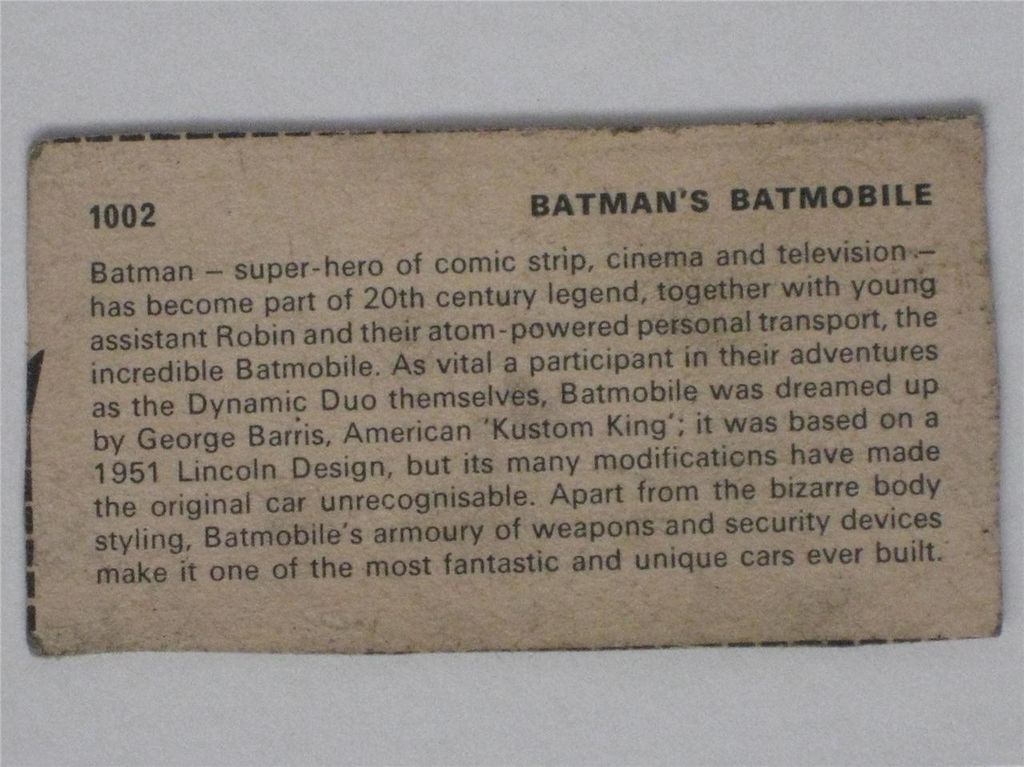 1002 BATMAN'S BATMOBILE
Batman – super-hero of comic strip, cinema and television –
has become part of 20th century legend, together with young
assistant Robin and their atom-powered personal transport, the
incredible Batmobile. As vital a participant in their adventures
as the Dynamic Duo themselves, Batmobile was dreamed up
by George Barris, American 'Kustom King'; it was based on a
1951 Lincoln Design, but its many modifications have made
the original car unrecognisable. Apart from the bizarre body
styling, Batmobile's armoury of weapons and security devices
make it one of the most fantastic and unique cars ever built.